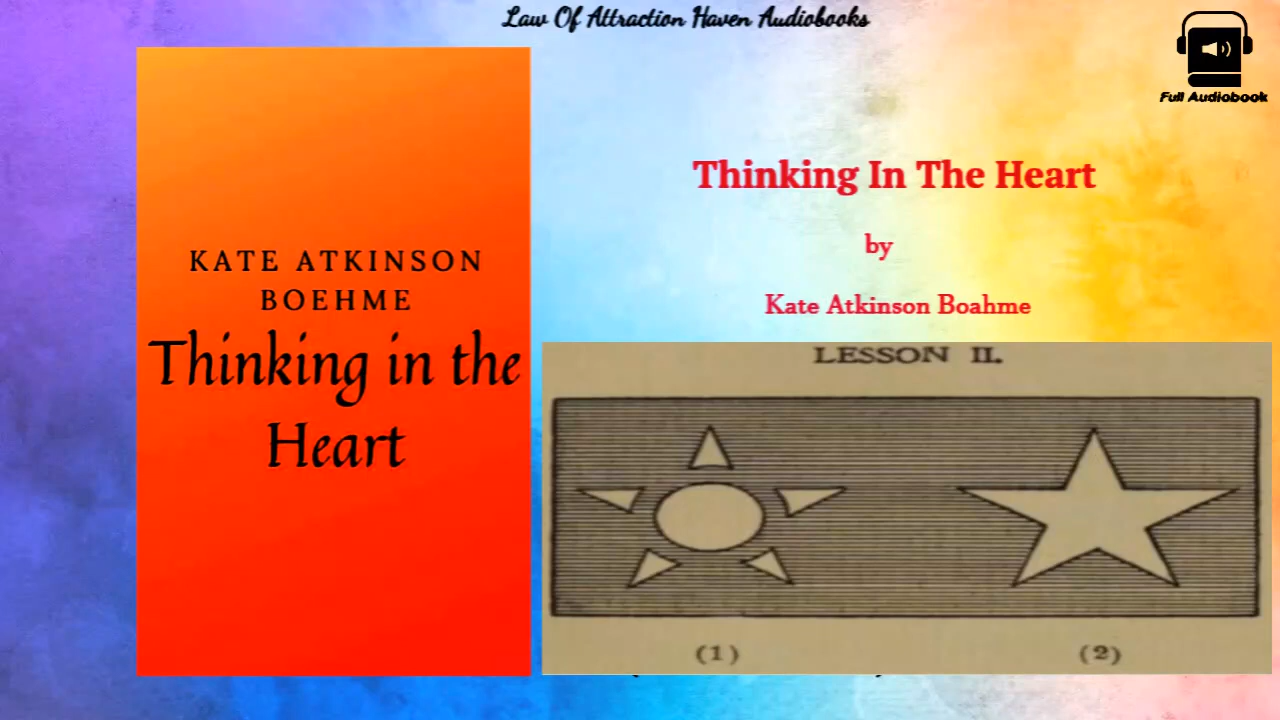 Law Of Attraction Haven Audiobooks
Full Audiobook
KATE ATKINSON
BOEHME
Thinking in the
Heart
Thinking In The Heart
by
Kate Atkinson Boahme
LESSON II.
(1)
(2)